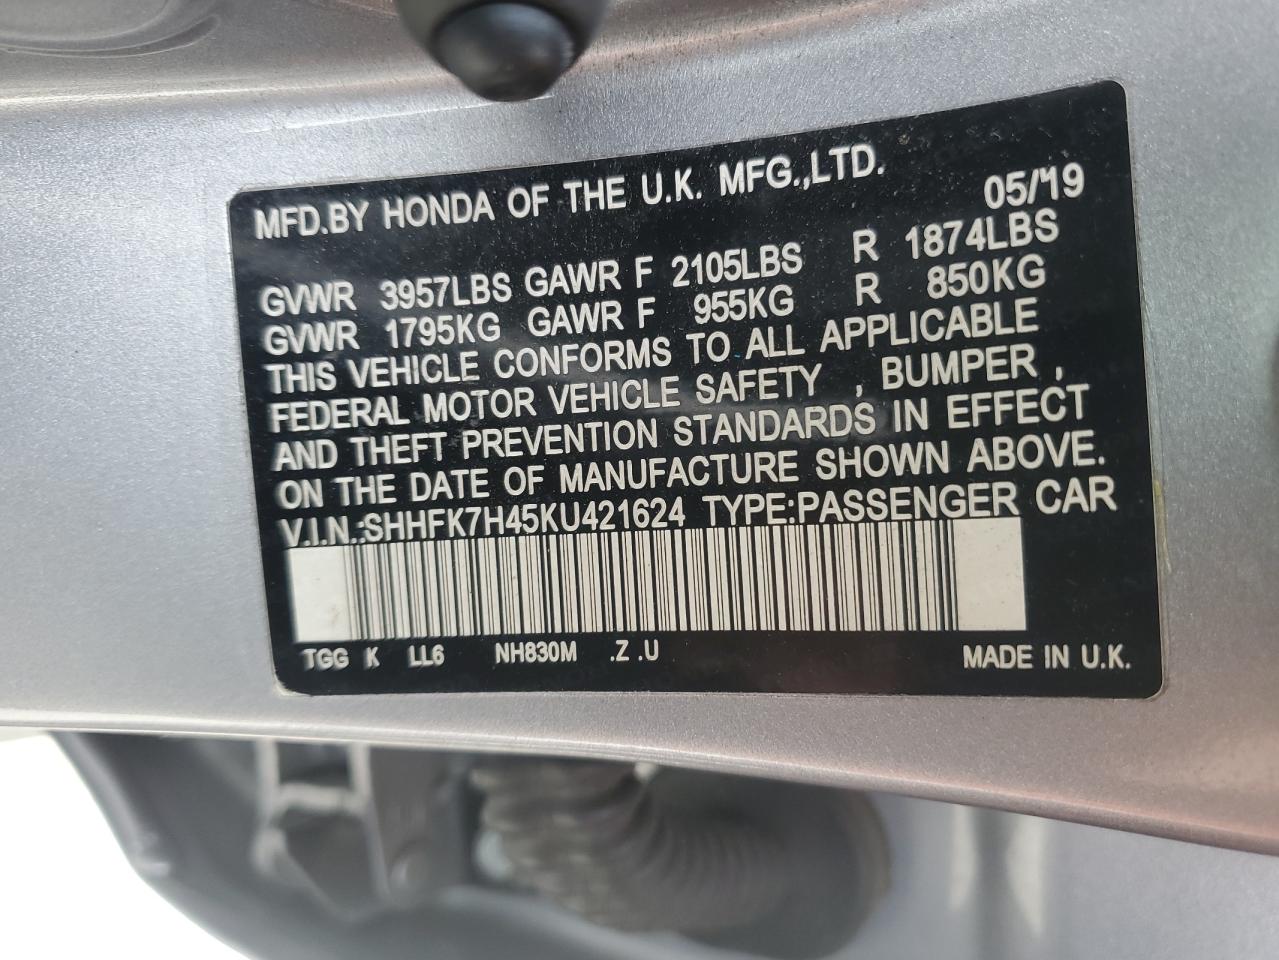 MFD.BY HONDA OF THE U.K. MFG.,LTD. 05/19
GVWR 3957LBS GAWR F 2105LBS R 1874LBS
GVWR 1795KG GAWR F 955KG R 850KG
THIS VEHICLE CONFORMS TO ALL APPLICABLE
FEDERAL MOTOR VEHICLE SAFETY , BUMPER ,
AND THEFT PREVENTION STANDARDS IN EFFECT
ON THE DATE OF MANUFACTURE SHOWN ABOVE.
V.I.N.:SHHFK7H45KU421624 TYPE:PASSENGER CAR
TGG K LL6 NH830M .Z .U MADE IN U.K.